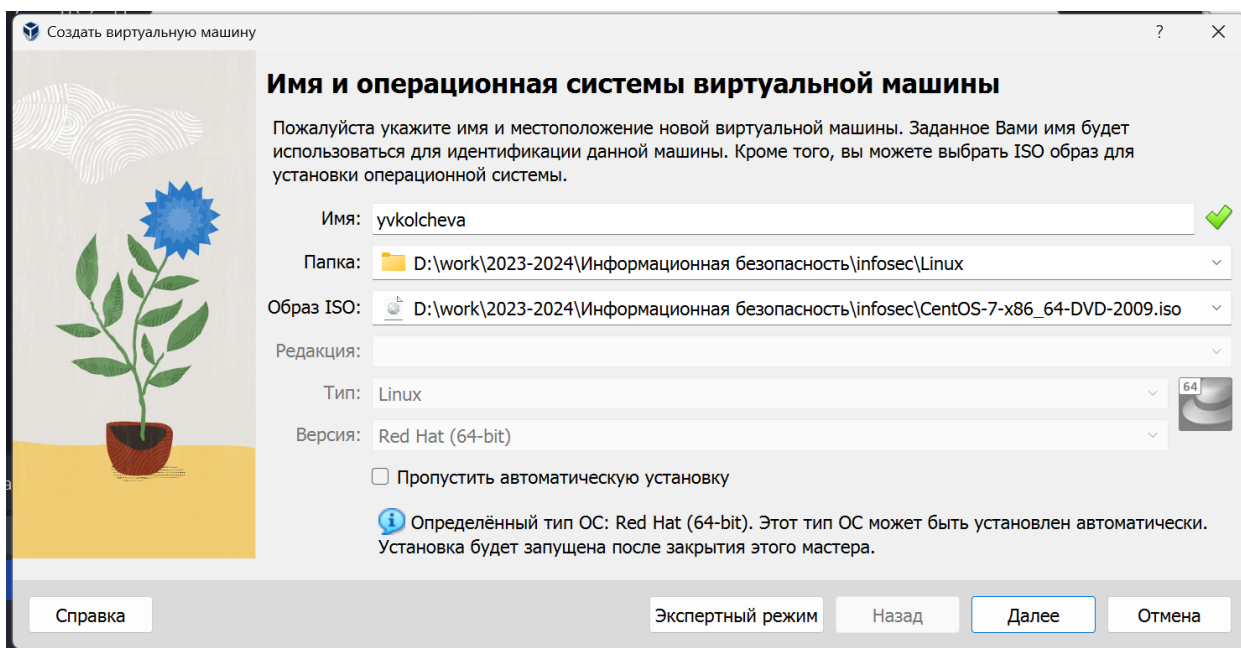 Создать виртуальную машину
?
Имя и операционная системы виртуальной машины
Пожалуйста укажите имя и местоположение новой виртуальной машины. Заданное Вами имя будет
использоваться для идентификации данной машины. Кроме того, вы можете выбрать ISO образ для
установки операционной системы.
Имя: yvkolcheva
Папка: D:\work\2023-2024\Информационная безопасность\infosec\Linux
Образ ISO: D:\work\2023-2024\Информационная безопасность\infosec\CentOS-7-x86_64-DVD-2009.iso
Редакция:
Тип: Linux
64
Версия: Red Hat (64-bit)
Пропустить автоматическую установку
Определённый тип ОС: Red Hat (64-bit). Этот тип ОС может быть установлен автоматически.
Установка будет запущена после закрытия этого мастера.
Справка Экспертный режим Назад Далее Отмена